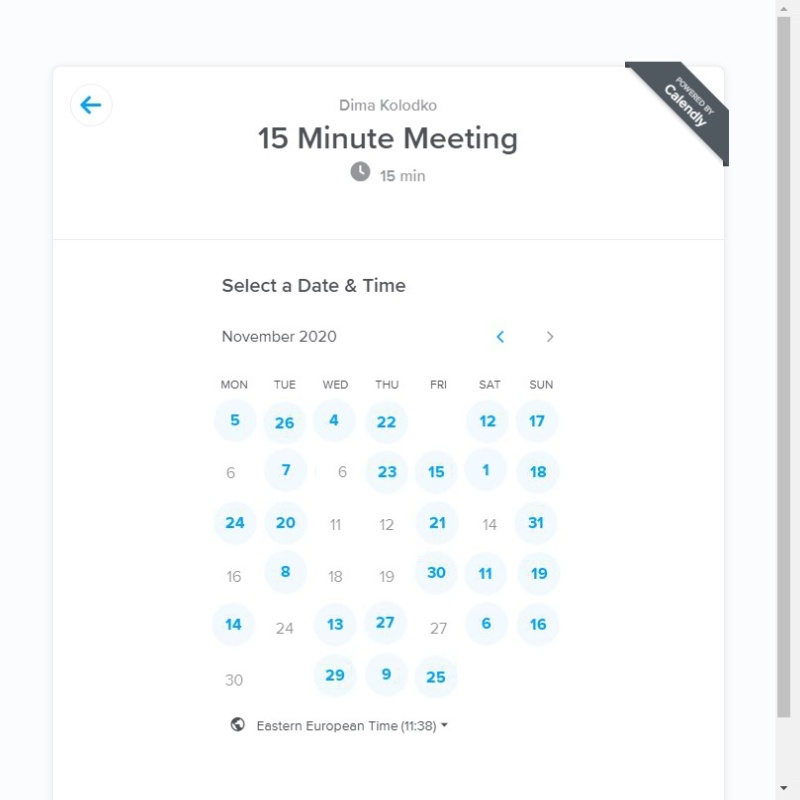 POWERED BY
Calendly
Dima Kolodko
15 Minute Meeting
15 min
Select a Date & Time
November 2020
MON TUE WED THU FRI SAT SUN
5 26 4 22 12 17
6 7 6 23 15 1 18
24 20 11 12 21 14 31
16 8 18 19 30 11 19
14 24 13 27 27 6 16
30 29 9 25
Eastern European Time (11:38)